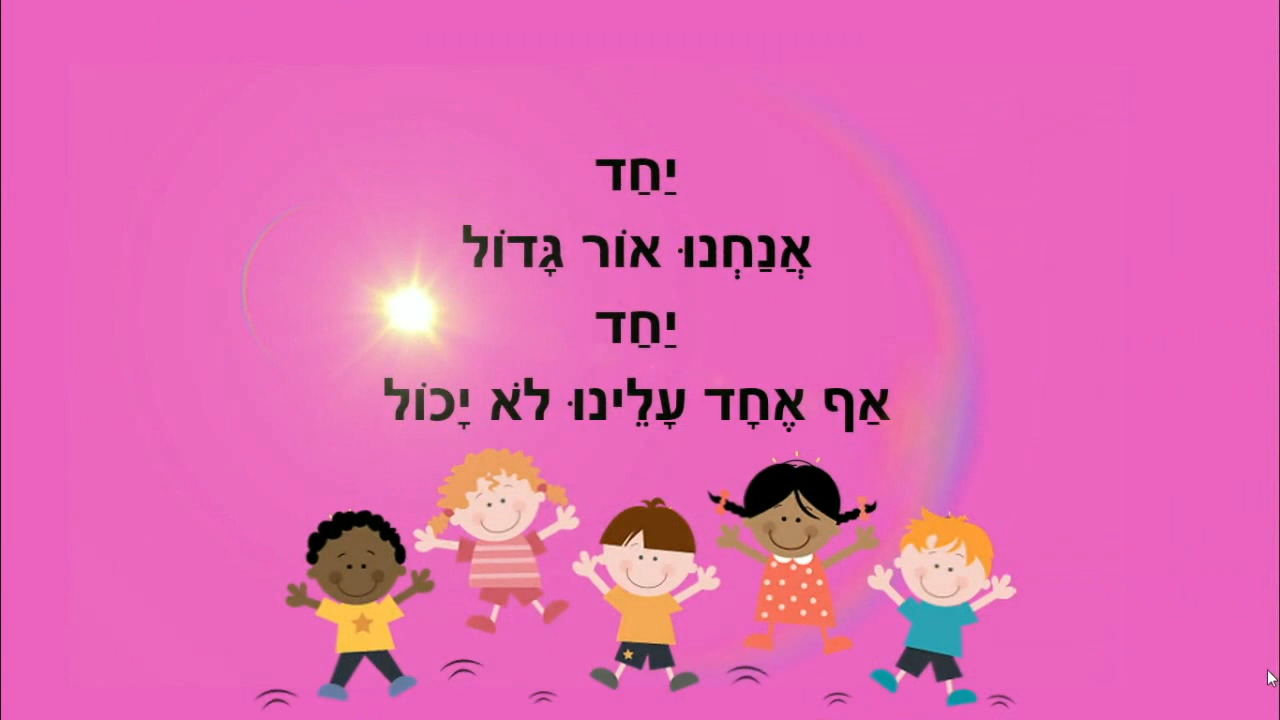 יַחַד
אֲנַחְנוּ אוֹר גָּדוֹל
יַחַד
אַף אֶחָד עָלֵינוּ לֹא יָכוֹל